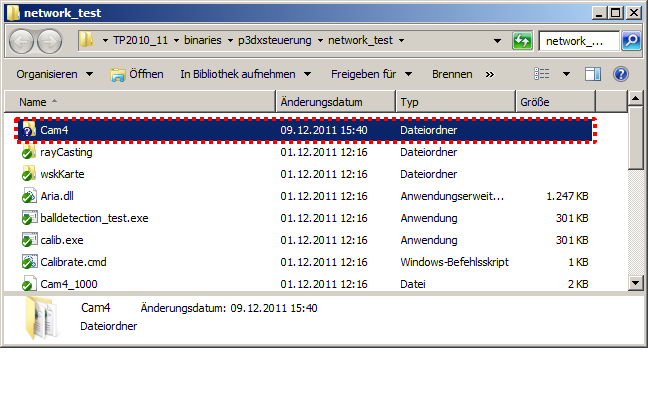 network_test
TP2010_11 binaries p3dxsteuerung network_test network_...
Organisieren Öffnen In Bibliothek aufnehmen Freigeben für Brennen »
Name Änderungsdatum Typ Größe
Cam4 09.12.2011 15:40 Dateiordner
rayCasting 01.12.2011 12:16 Dateiordner
wskKarte 01.12.2011 12:16 Dateiordner
Aria.dll 01.12.2011 12:16 Anwendungserweit... 1.247 KB
balldetection_test.exe 01.12.2011 12:16 Anwendung 301 KB
calib.exe 01.12.2011 12:16 Anwendung 301 KB
Calibrate.cmd 01.12.2011 12:16 Windows-Befehlsskript 1 KB
Cam4_1000 01.12.2011 12:16 Datei 2 KB
Cam4 Änderungsdatum: 09.12.2011 15:40
Dateiordner